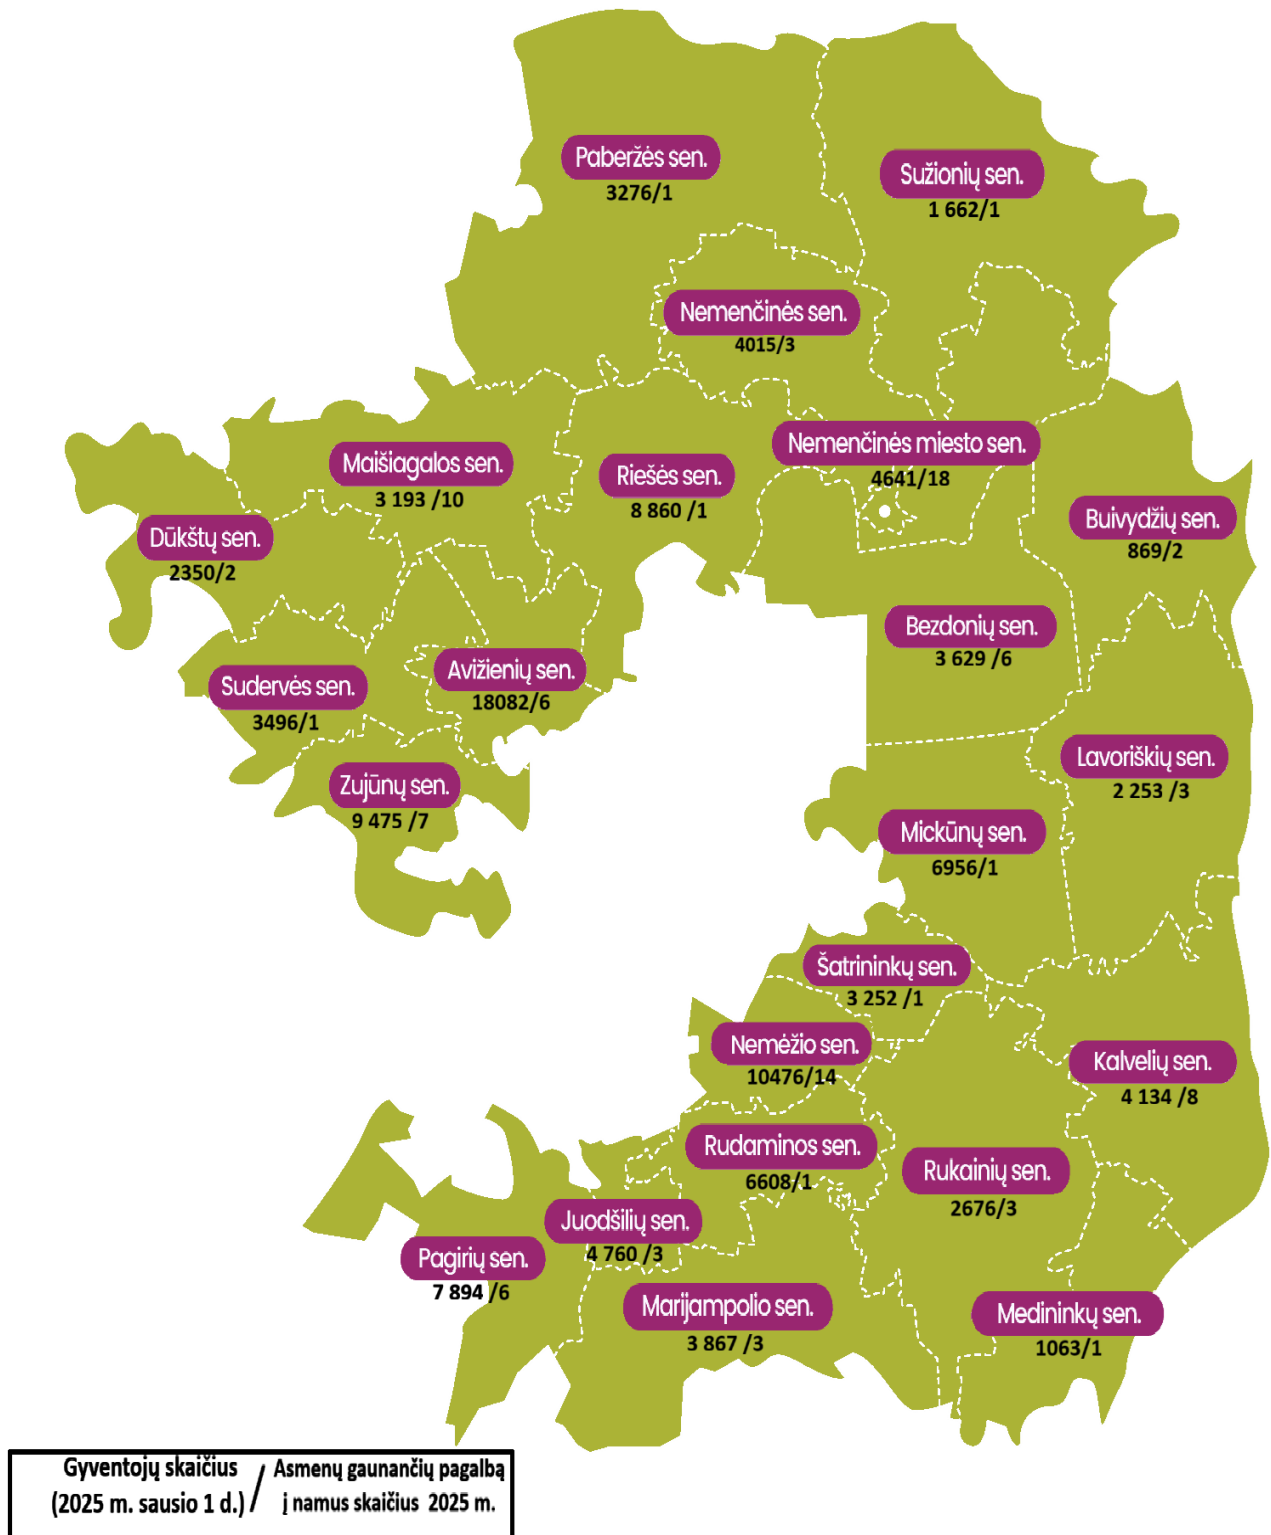 Paberžės sen.
3276/1
Sužionių sen.
1 662/1
Nemenčinės sen.
4015/3
Nemenčinės miesto sen.
4641/18
Maišiagalos sen.
3 193 /10
Riešės sen.
8 860 /1
Buivydžių sen.
869/2
Dūkštų sen.
2350/2
Bezdonių sen.
3 629 /6
Avižienių sen.
18082/6
Sudervės sen.
3496/1
Lavoriškių sen.
2 253 /3
Zujūnų sen.
9 475 /7
Mickūnų sen.
6956/1
Šatrininkų sen.
3 252 /1
Nemėžio sen.
10476/14
Kalvelių sen.
4 134 /8
Rudaminos sen.
6608/1
Rukainių sen.
2676/3
Juodšilių sen.
4 760 /3
Pagirių sen.
7 894 /6
Marijampolio sen.
3 867 /3
Medininkų sen.
1063/1
Gyventojų skaičius
(2025 m. sausio 1 d.) /
Asmenų gaunančių pagalbą
į namus skaičius 2025 m.